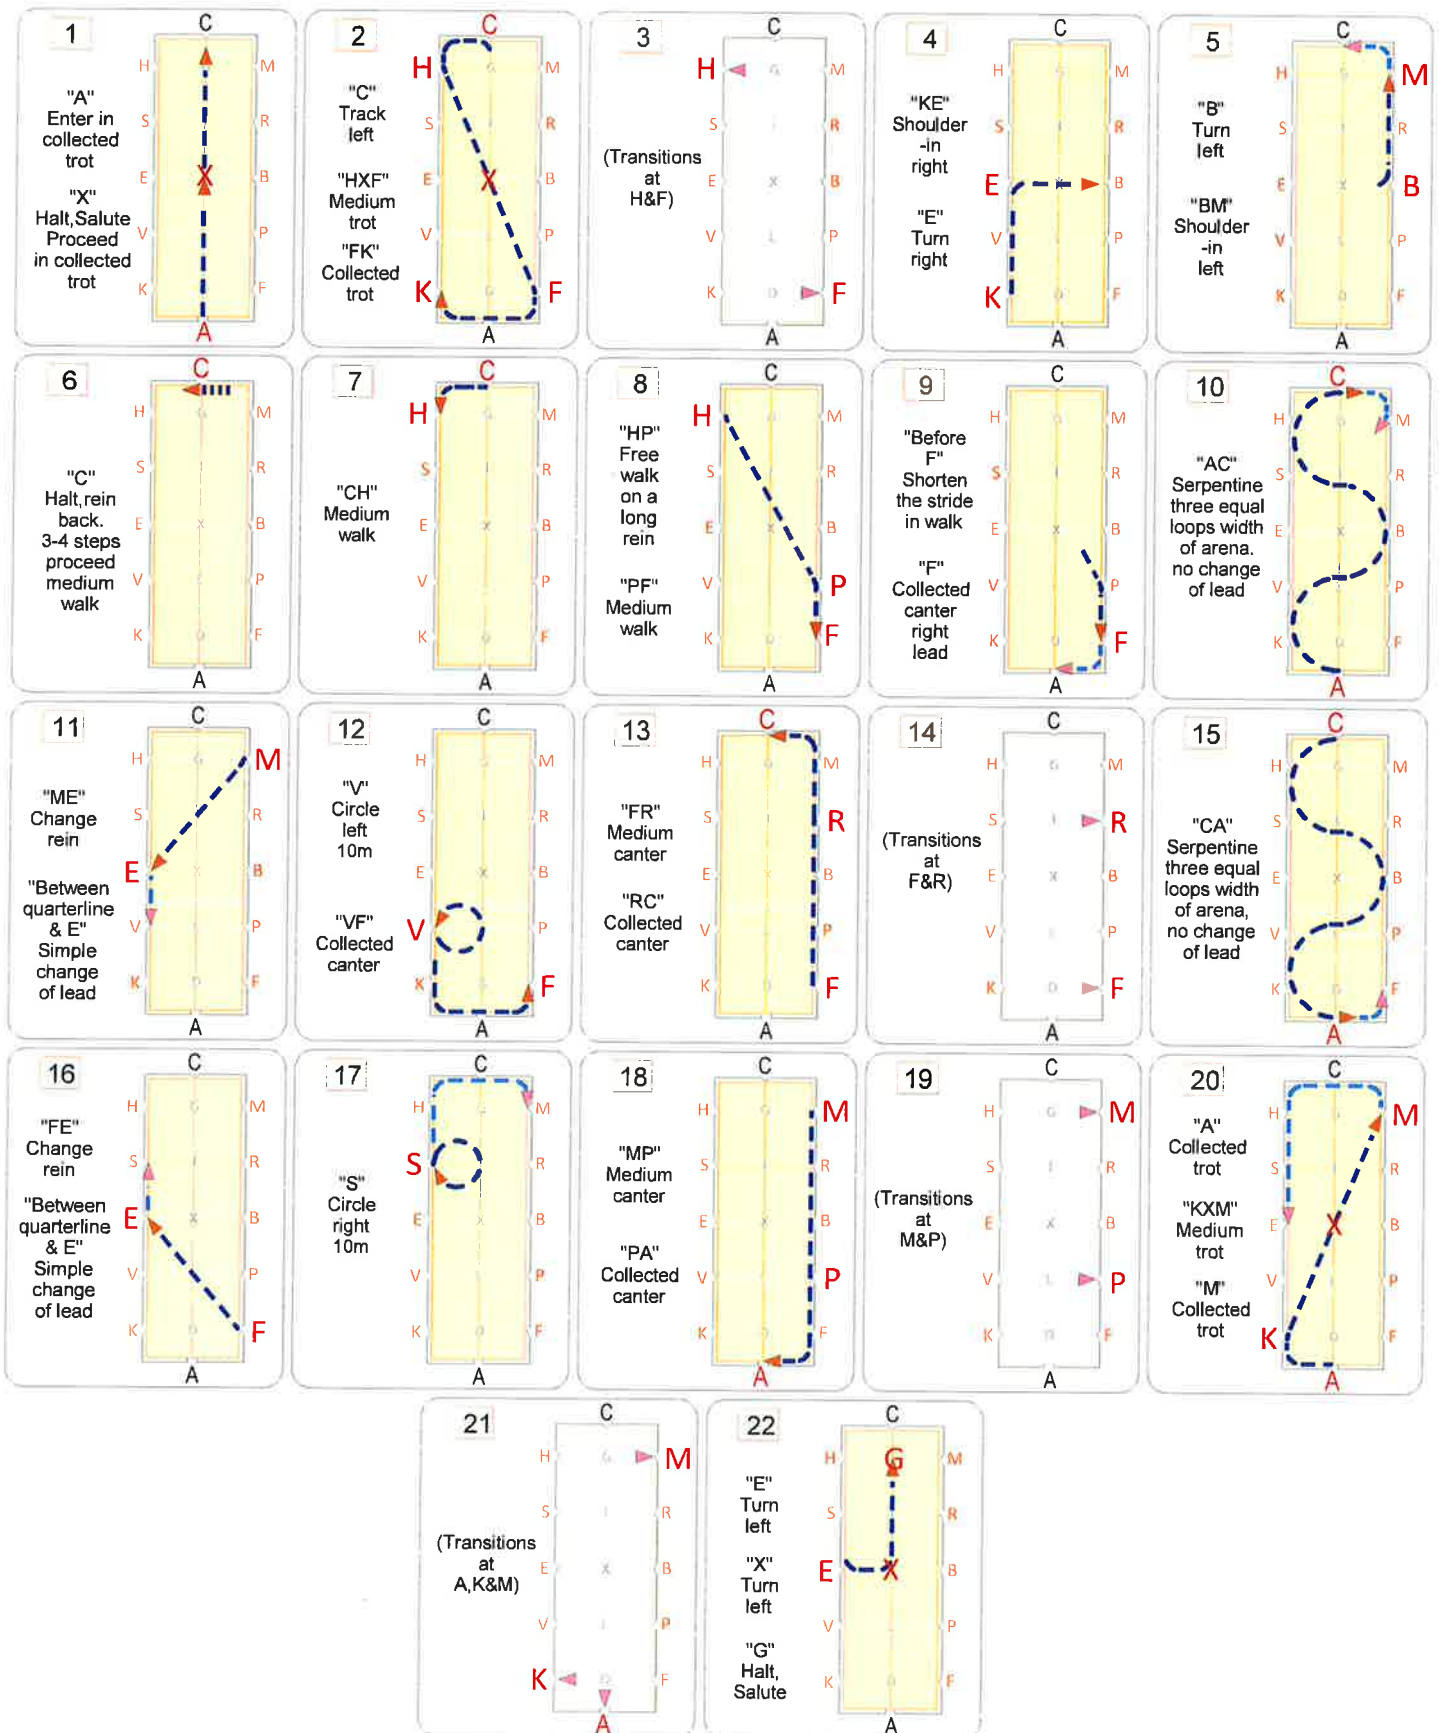 1
"A"
Enter in
collected
trot
"X"
Halt,Salute
Proceed
in collected
trot
C
H M
S R
E X B
V P
K F
A
2
"C"
Track
left
"HXF"
Medium
trot
"FK"
Collected
trot
C
H G M
S R
E X B
V P
K F
A
3
(Transitions
at
H&F)
C
H G M
S R
E X B
V L P
K D F
A
4
"KE"
Shoulder
-in
right
"E"
Turn
right
C
H G M
S R
E X B
V P
K F
A
5
"B"
Turn
left
"BM"
Shoulder
-in
left
C
H G M
S R
E X B
V P
K F
A
6
"C"
Halt,rein
back.
3-4 steps
proceed
medium
walk
C
H G M
S R
E X B
V P
K F
A
7
"CH"
Medium
walk
C
H G M
S R
E X B
V P
K D F
A
8
"HP"
Free
walk
on a
long
rein
"PF"
Medium
walk
C
H G M
S R
E B
V P
K D F
A
9
"Before
F"
Shorten
the stride
in walk
"F"
Collected
canter
right
lead
C
H G M
S R
E X B
V P
K D F
A
10
"AC"
Serpentine
three equal
loops width
of arena.
no change
of lead
C
H G M
S R
E X B
V P
K D F
A
11
"ME"
Change
rein
"Between
quarterline
& E"
Simple
change
of lead
C
H G M
S R
E X B
V P
K D F
A
12
"V"
Circle
left
10m
"VF"
Collected
canter
C
H G M
S R
E X B
V P
K F
A
13
"FR"
Medium
canter
"RC"
Collected
canter
C
H G M
S R
E B
V P
K D F
A
14
(Transitions
at
F&R)
C
H G M
S I R
E X B
V L P
K D F
A
15
"CA"
Serpentine
three equal
loops width
of arena,
no change
of lead
C
H G M
S R
E X B
V P
K D F
A
16
"FE"
Change
rein
"Between
quarterline
& E"
Simple
change
of lead
C
H G M
S R
E X B
V P
K D F
A
17
"S"
Circle
right
10m
C
H G M
S R
E X B
V P
K D F
A
18
"MP"
Medium
canter
"PA"
Collected
canter
C
H G M
S R
E X B
V P
K D F
A
19
(Transitions
at
M&P)
C
H G M
S I R
E X B
V L P
K D F
A
20
"A"
Collected
trot
"KXM"
Medium
trot
"M"
Collected
trot
C
H G M
S R
E X B
V P
K D F
A
21
(Transitions
at
A,K&M)
C
H G M
S I R
E X B
V L P
K D F
A
22
"E"
Turn
left
"X"
Turn
left
"G"
Halt,
Salute
C
H G M
S R
E X B
V P
K D F
A